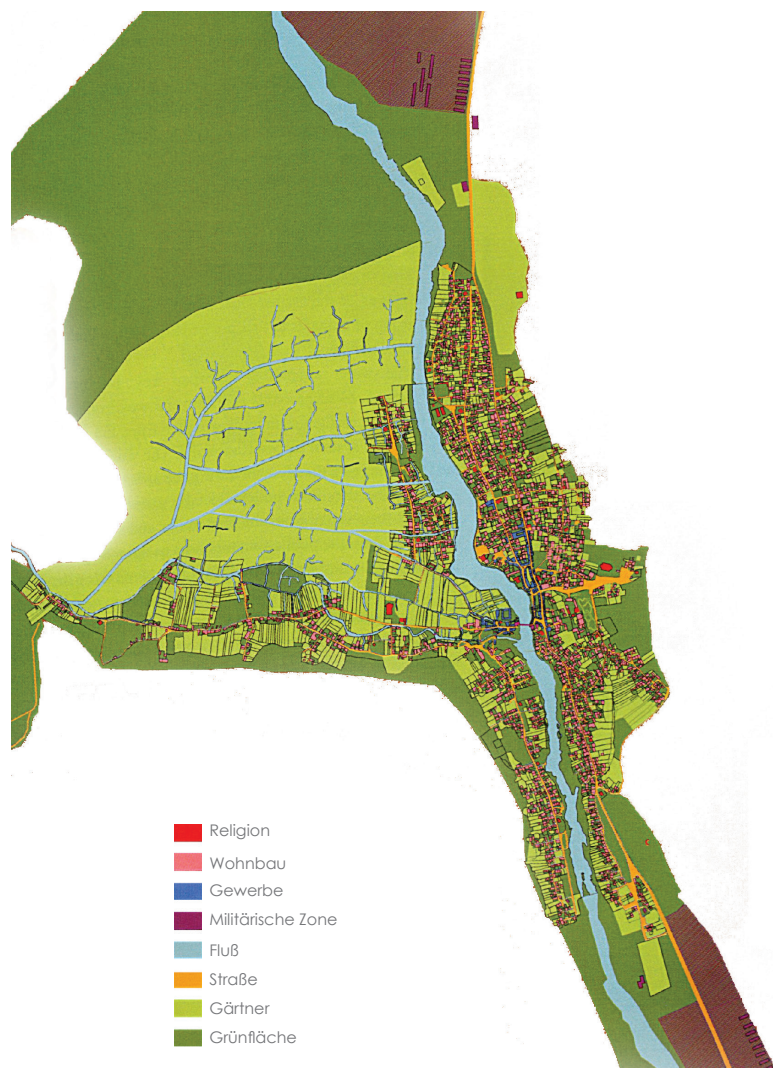 Religion
Wohnbau
Gewerbe
Militärische Zone
Fluß
Straße
Gärtner
Grünfläche